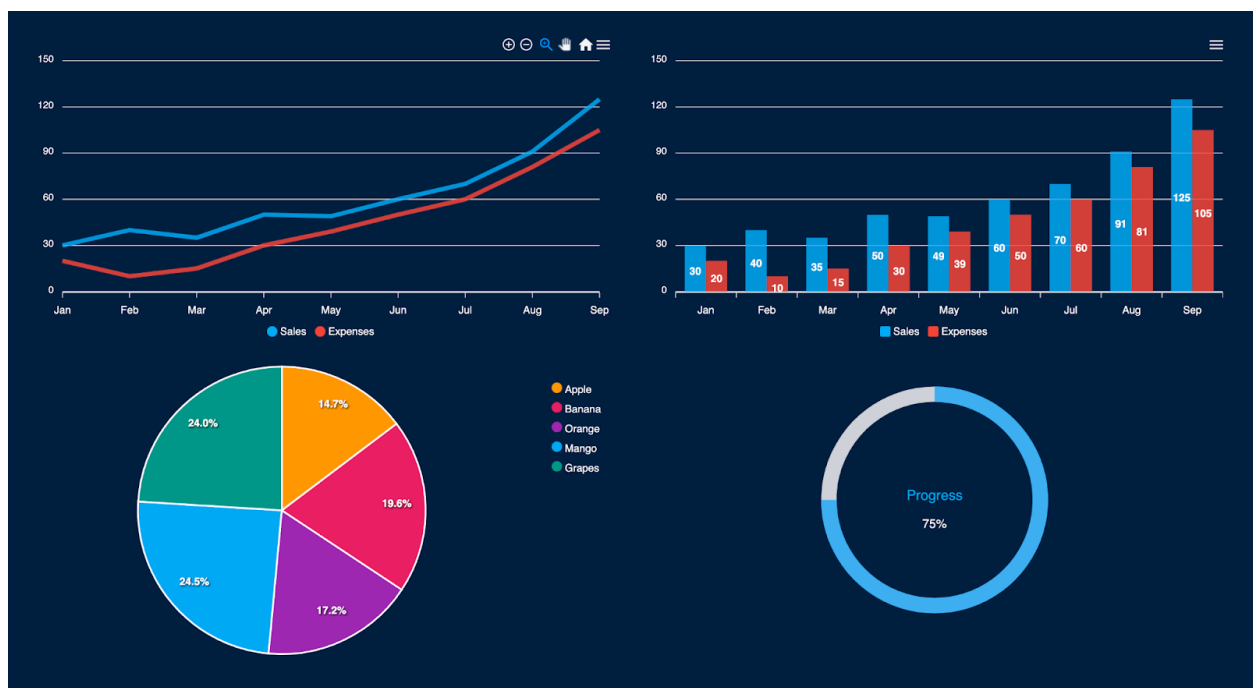 150
120
90
60
30
0
Jan Feb Mar Apr May Jun Jul Aug Sep
Sales Expenses
150
120
90
60
30
0
30 20 40 10 35 15 50 30 49 39 60 50 70 60 91 81 125 105
Jan Feb Mar Apr May Jun Jul Aug Sep
Sales Expenses
14.7%
19.6%
17.2%
24.5%
24.0%
Apple
Banana
Orange
Mango
Grapes
Progress
75%